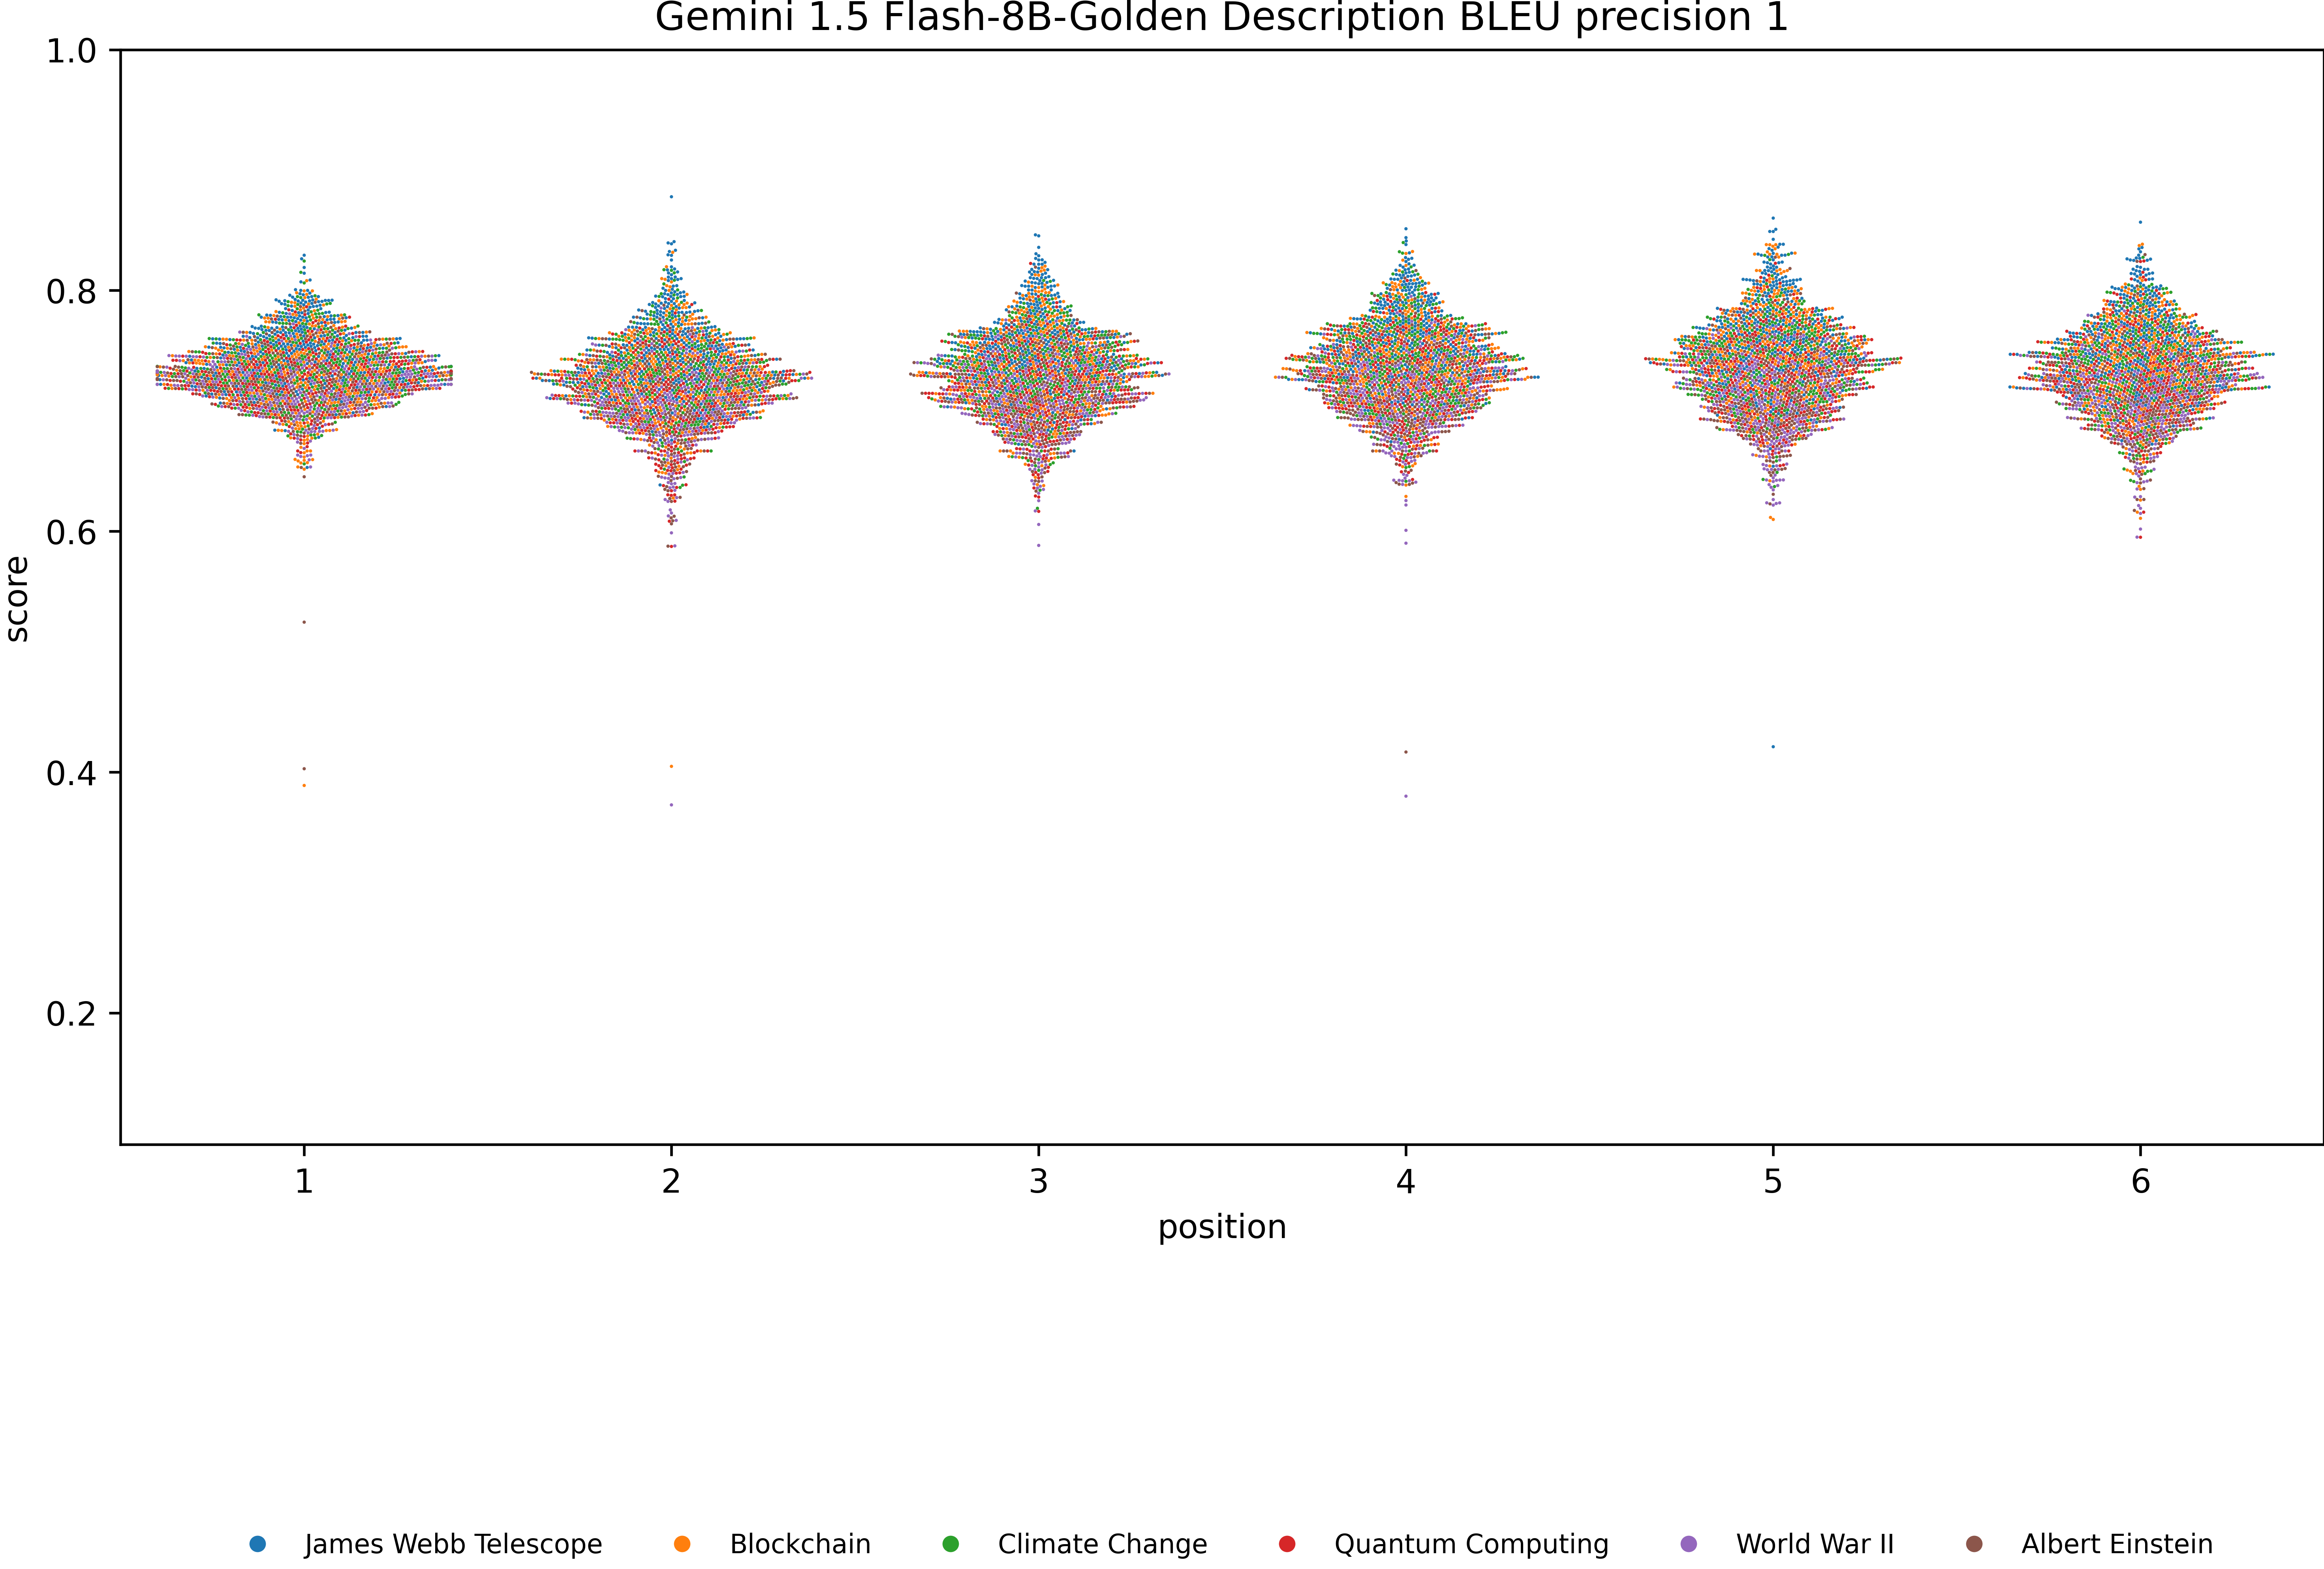 Gemini 1.5 Flash-8B-Golden Description BLEU precision 1
1.0
0.8
0.6
0.4
0.2
score
1 2 3 4 5 6
position
James Webb Telescope Blockchain Climate Change Quantum Computing World War II Albert Einstein